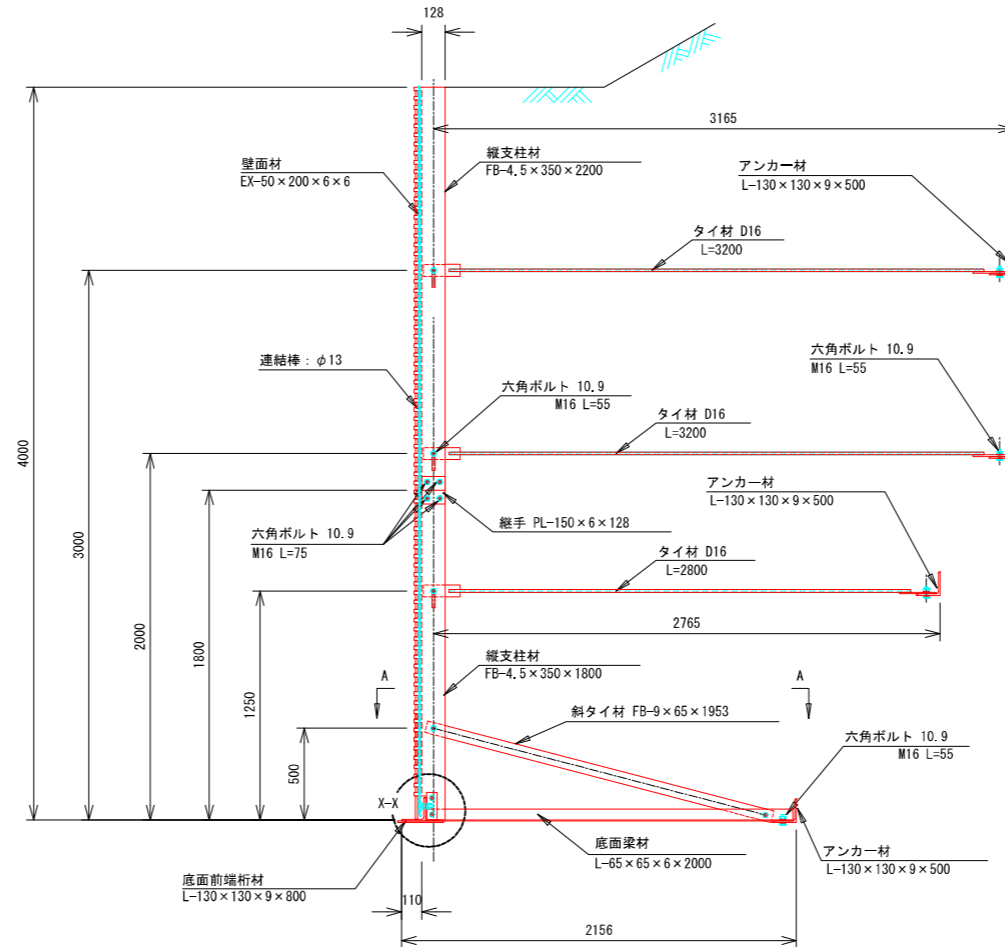 128
3165
縦支柱材
FB-4.5×350×2200
壁面材
EX-50×200×6×6
アンカー材
L-130×130×9×500
タイ材 D16
L=3200
連結棒：φ13
六角ボルト 10.9
M16 L=55
六角ボルト 10.9
M16 L=55
タイ材 D16
L=3200
アンカー材
L-130×130×9×500
4000
3000
2000
1800
1250
500
六角ボルト 10.9
M16 L=75
継手 PL-150×6×128
タイ材 D16
L=2800
2765
縦支柱材
FB-4.5×350×1800
A
A
斜タイ材 FB-9×65×1953
六角ボルト 10.9
M16 L=55
X-X
底面梁材
L-65×65×6×2000
アンカー材
L-130×130×9×500
底面前端桁材
L-130×130×9×800
110
2156